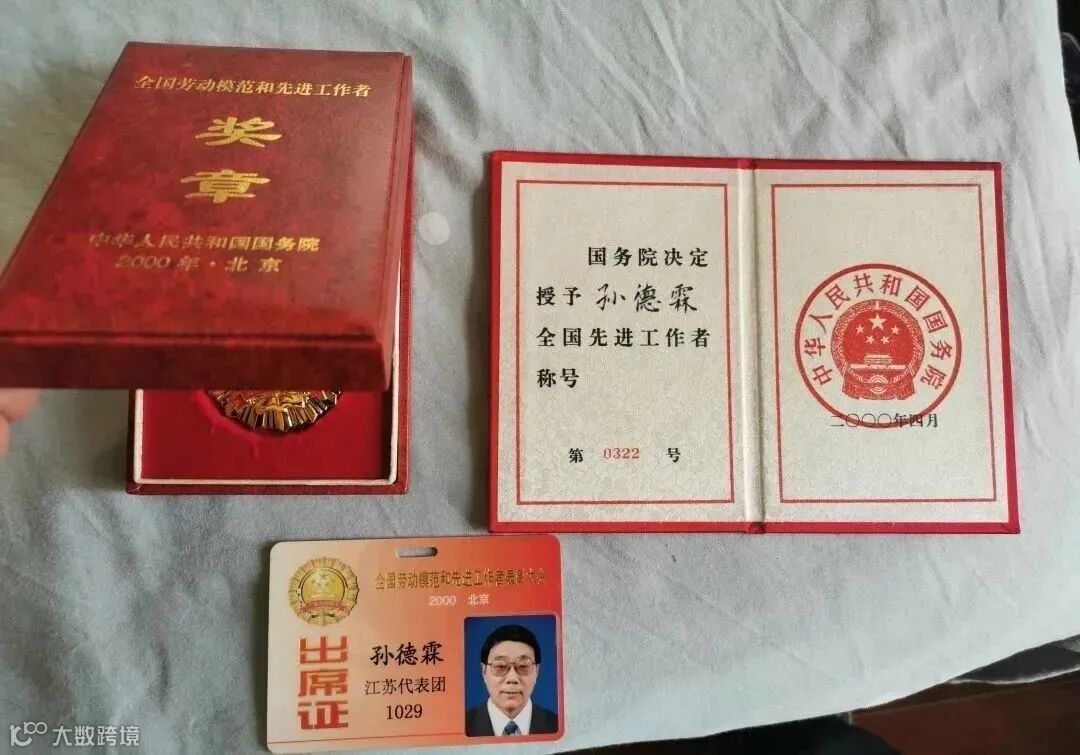 全国劳动模范和先进工作者
奖
章
中华人民共和国国务院
2000年·北京
国务院决定
授予 孙德霖
全国先进工作者
称号
第 0322 号
中华人民共和国国务院
二〇〇〇年四月
全国劳动模范和先进工作者表彰大会
2000 北京
出席证
孙德霖
江苏代表团
1029
大数跨境